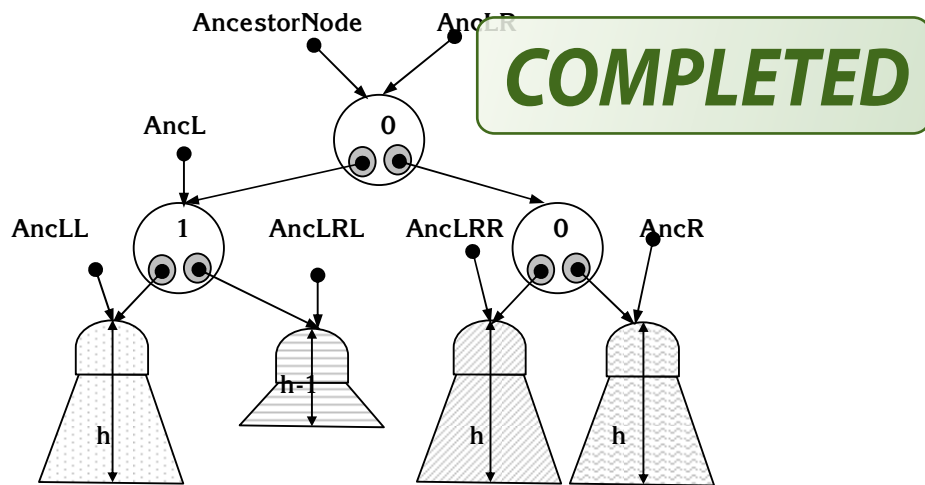 AncestorNode
AncLR
COMPLETED
AncL
0
AncLL
1
AncLRL
AncLRR
0
AncR
h-1
h
h
h